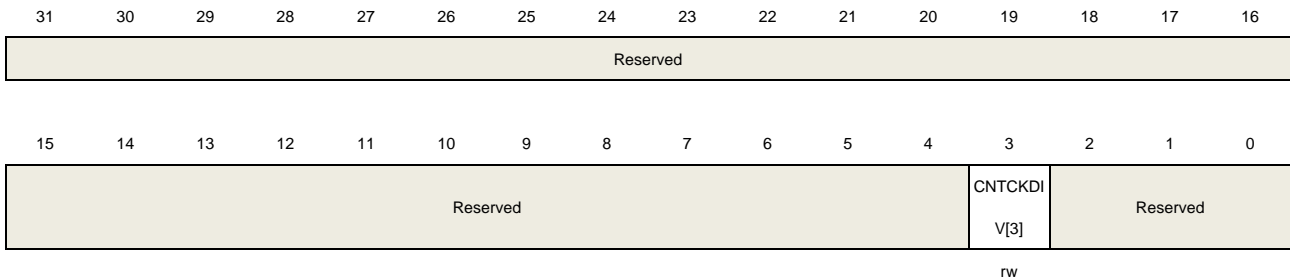 31 30 29 28 27 26 25 24 23 22 21 20 19 18 17 16
Reserved
15 14 13 12 11 10 9 8 7 6 5 4 3 2 1 0
Reserved CNTCKDI Reserved
V[3]
rw